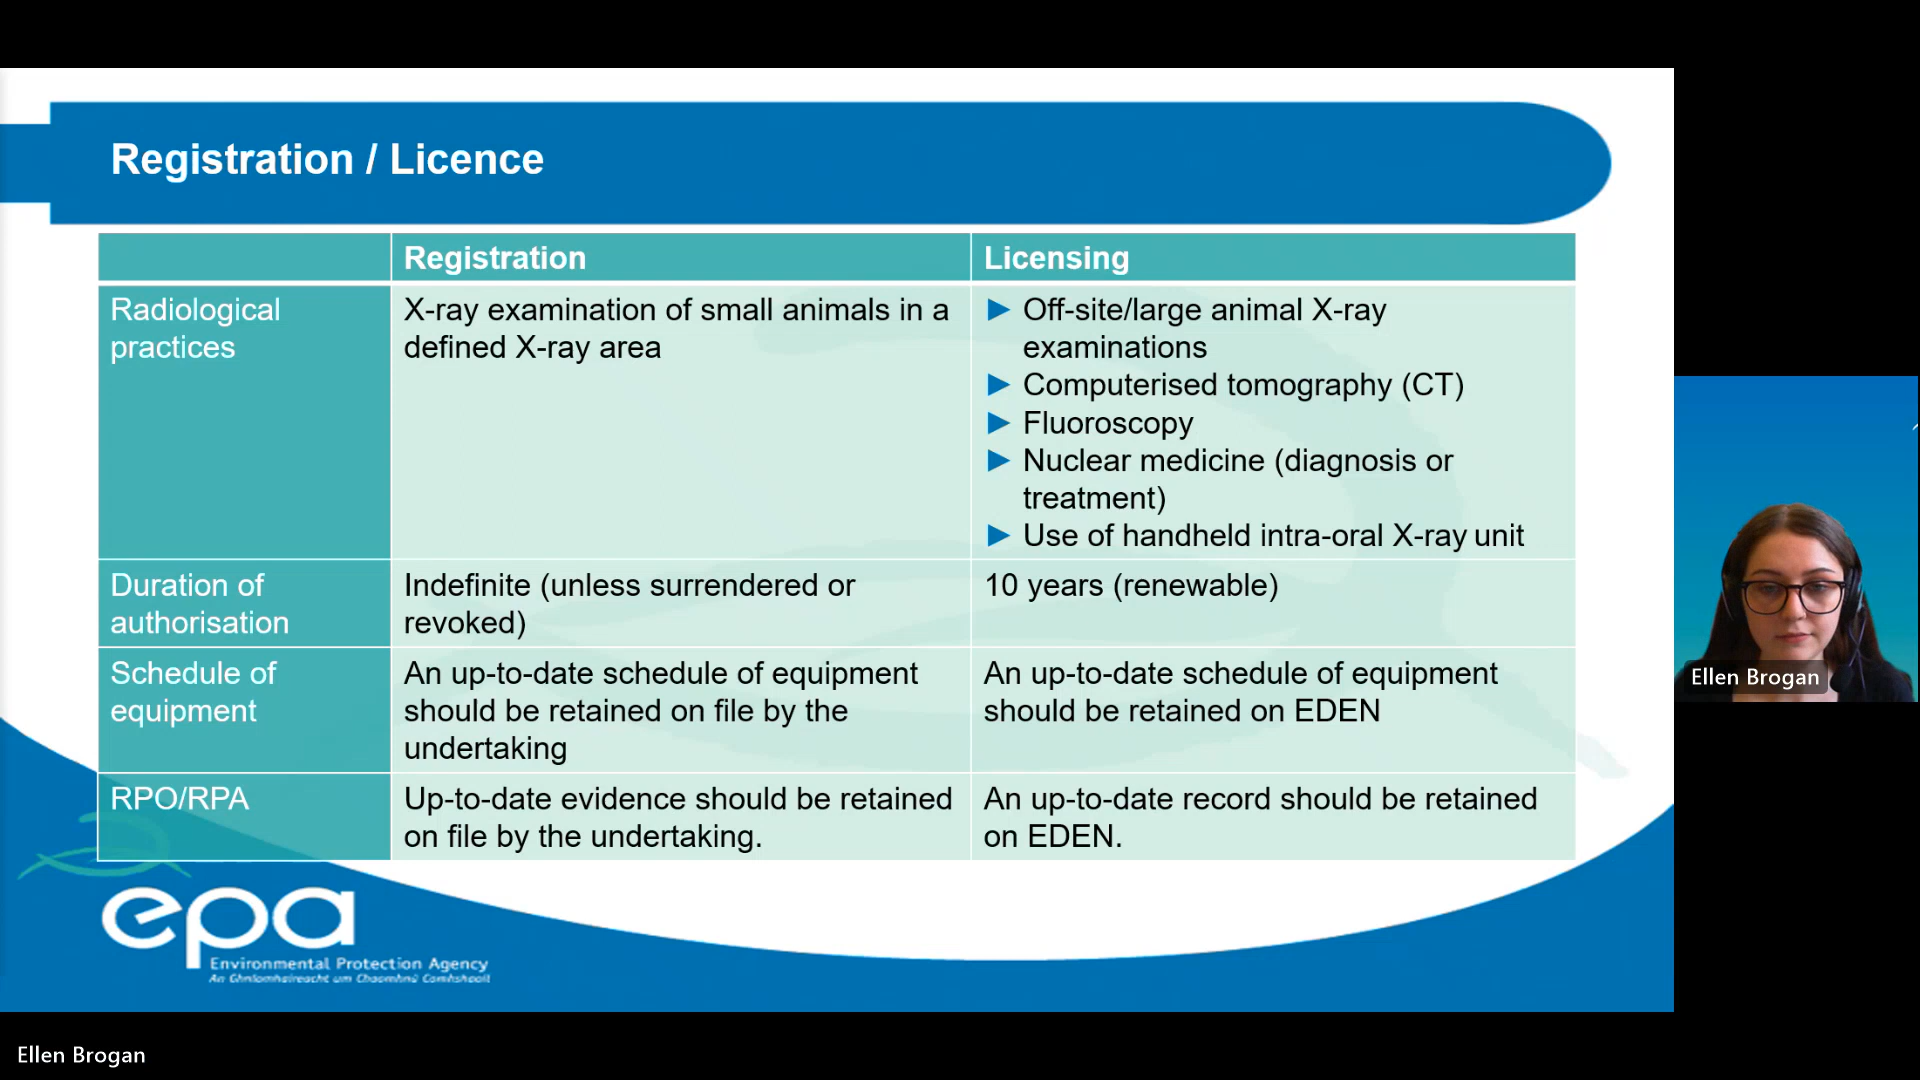 Registration / Licence
Registration
Licensing
Radiological
practices
X-ray examination of small animals in a
defined X-ray area
Off-site/large animal X-ray
examinations
Computerised tomography (CT)
Fluoroscopy
Nuclear medicine (diagnosis or
treatment)
Use of handheld intra-oral X-ray unit
Duration of
authorisation
Indefinite (unless surrendered or
revoked)
10 years (renewable)
Schedule of
equipment
An up-to-date schedule of equipment
should be retained on file by the
undertaking
An up-to-date schedule of equipment
should be retained on EDEN
RPO/RPA
Up-to-date evidence should be retained
on file by the undertaking.
An up-to-date record should be retained
on EDEN.
epa
Environmental Protection Agency
An Ghníomhaireacht um Chaomhnú Comhshaoil
Ellen Brogan
Ellen Brogan